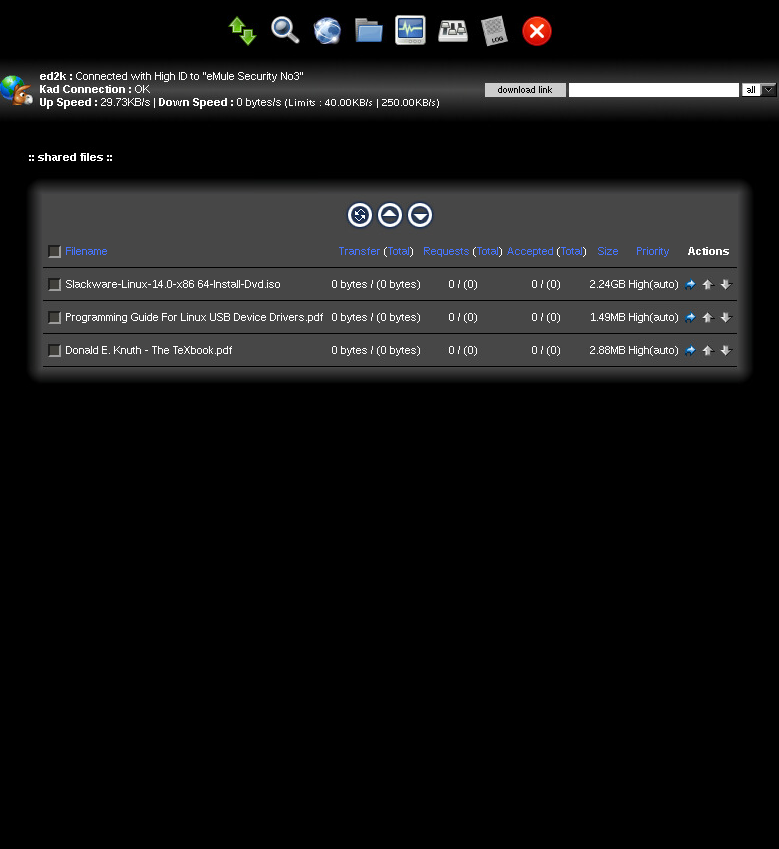 LOG
ed2k : Connected with High ID to "eMule Security No3"
Kad Connection : OK
Up Speed : 29.73KB/s | Down Speed : 0 bytes/s (Limits : 40.00KB/s | 250.00KB/s)
download link all
:: shared files ::
Filename Transfer (Total) Requests (Total) Accepted (Total) Size Priority Actions
Slackware-Linux-14.0-x86 64-Install-Dvd.iso 0 bytes / (0 bytes) 0 / (0) 0 / (0) 2.24GB High(auto)
Programming Guide For Linux USB Device Drivers.pdf 0 bytes / (0 bytes) 0 / (0) 0 / (0) 1.49MB High(auto)
Donald E. Knuth - The TeXbook.pdf 0 bytes / (0 bytes) 0 / (0) 0 / (0) 2.88MB High(auto)